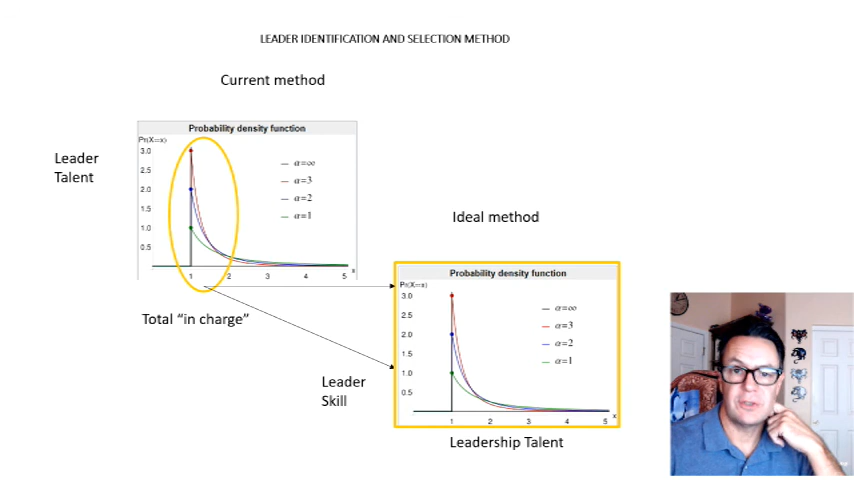 LEADER IDENTIFICATION AND SELECTION METHOD
Current method
Probability density function
Pr(X=x)
3.0
2.5
2.0
1.5
1.0
0.5
1 2 3 4 5
x
α=∞
α=3
α=2
α=1
Leader
Talent
Total "in charge"
Ideal method
Probability density function
Pr(X=x)
3.0
2.5
2.0
1.5
1.0
0.5
1 2 3 4 5
x
α=∞
α=3
α=2
α=1
Leader
Skill
Leadership Talent